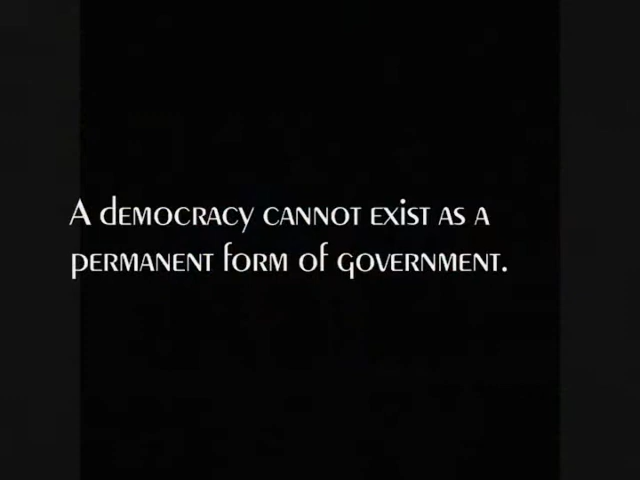 A democracy cannot exist as a
permanent form of government.